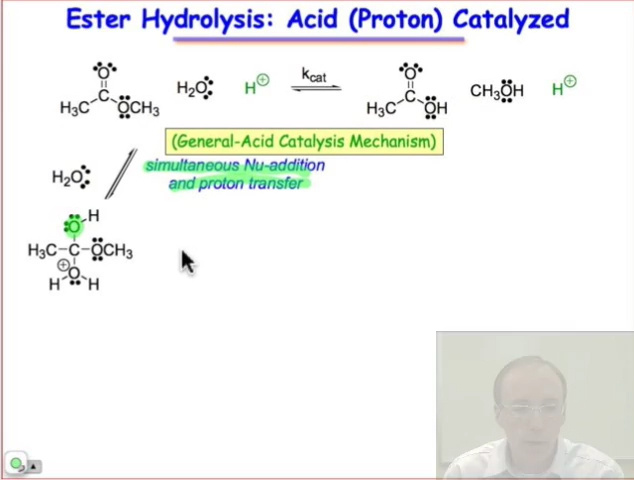 Ester Hydrolysis: Acid (Proton) Catalyzed
O
H₃C C OCH₃ H₂O H⊕ kcat H₃C C OH CH₃OH H⊕
(General-Acid Catalysis Mechanism)
simultaneous Nu-addition
and proton transfer
H₂O
O H
H₃C-C-OCH₃
⊕ O
H H